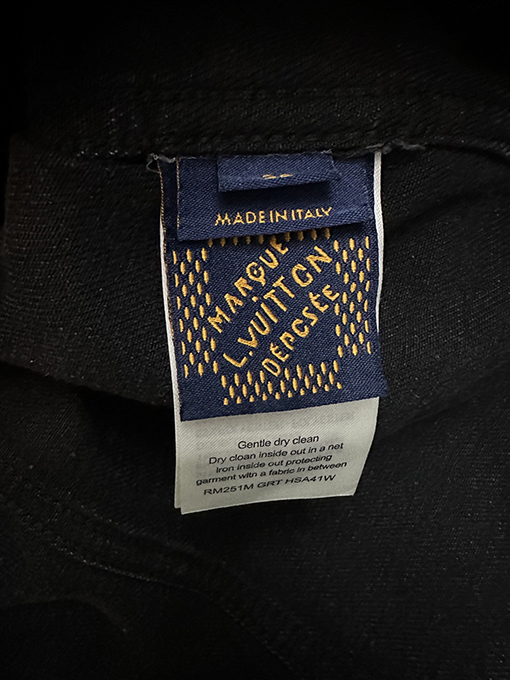 MADE IN ITALY
MARQUE
L.VUITTON
DÉPOSÉE
Gentle dry clean
Dry clean inside out in a net
Iron inside out protecting
garment with a fabric in between
RM251M GRT HSA41W